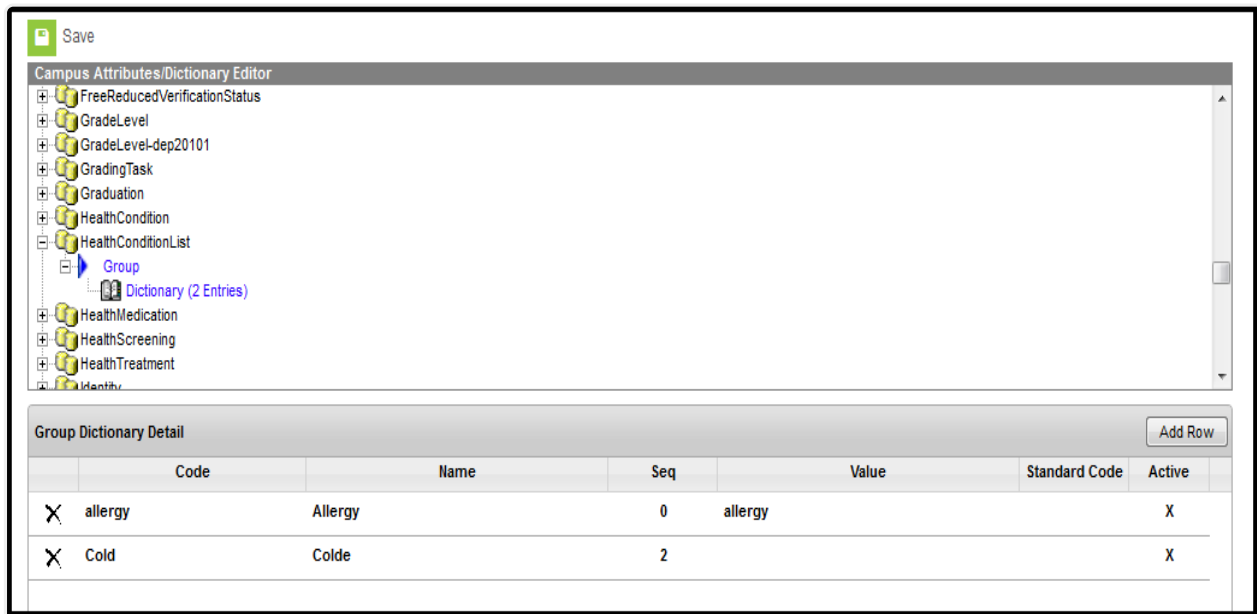 Save
Campus Attributes/Dictionary Editor
FreeReducedVerificationStatus
GradeLevel
GradeLevel-dep20101
GradingTask
Graduation
HealthCondition
HealthConditionList
Group
Dictionary (2 Entries)
HealthMedication
HealthScreening
HealthTreatment
Identity
Group Dictionary Detail Add Row
Code Name Seq Value Standard Code Active
X allergy Allergy 0 allergy X
X Cold Colde 2 X